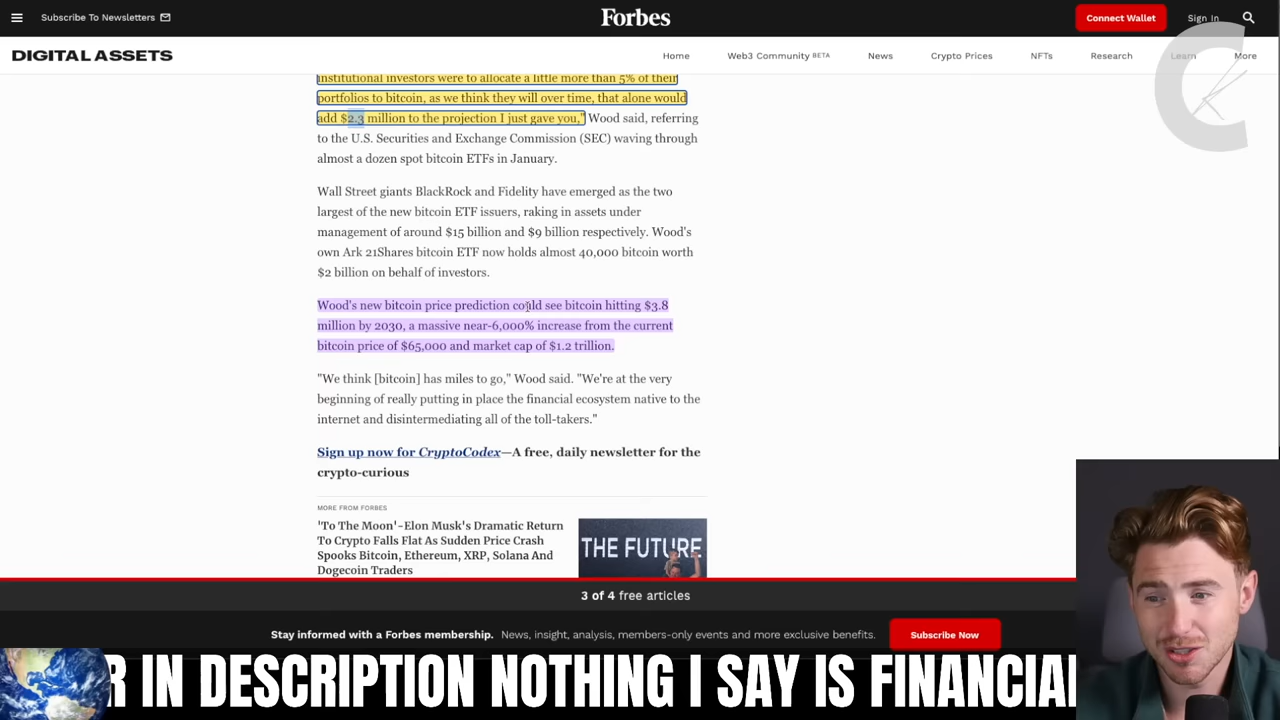 Subscribe To Newsletters
Forbes
Connect Wallet
Sign In
DIGITAL ASSETS
Home
Web3 Community BETA
News
Crypto Prices
NFTs
Research
Learn
More
institutional investors were to allocate a little more than 5% of their
portfolios to bitcoin, as we think they will over time, that alone would
add $2.3 million to the projection I just gave you," Wood said, referring
to the U.S. Securities and Exchange Commission (SEC) waving through
almost a dozen spot bitcoin ETFs in January.
Wall Street giants BlackRock and Fidelity have emerged as the two
largest of the new bitcoin ETF issuers, raking in assets under
management of around $15 billion and $9 billion respectively. Wood's
own Ark 21Shares bitcoin ETF now holds almost 40,000 bitcoin worth
$2 billion on behalf of investors.
Wood's new bitcoin price prediction could see bitcoin hitting $3.8
million by 2030, a massive near-6,000% increase from the current
bitcoin price of $65,000 and market cap of $1.2 trillion.
"We think [bitcoin] has miles to go," Wood said. "We're at the very
beginning of really putting in place the financial ecosystem native to the
internet and disintermediating all of the toll-takers."
Sign up now for CryptoCodex—A free, daily newsletter for the
crypto-curious
MORE FROM FORBES
'To The Moon'-Elon Musk's Dramatic Return
To Crypto Falls Flat As Sudden Price Crash
Spooks Bitcoin, Ethereum, XRP, Solana And
Dogecoin Traders
THE FUTURE
3 of 4 free articles
Stay informed with a Forbes membership. News, insight, analysis, members-only events and more exclusive benefits.
Subscribe Now
R IN DESCRIPTION NOTHING I SAY IS FINANCIAL